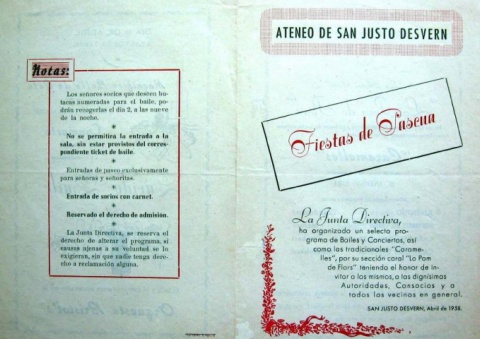 Notas:
Los señores socios que deseen bu-
tacas numeradas para el baile, po-
drán recogerlas el día 2, a las nueve
de la noche.
No se permitirá la entrada a la
sala, sin estar provistos del corres-
pondiente ticket de baile.
Entradas de paseo exclusivamente
para señoras y señoritas.
Entrada de socios con carnet.
Reservado el derecho de admisión.
La Junta Directiva, se reserva el
derecho de alterar el programa, si
causas ajenas a su voluntad se lo
exigieran, sin que nadie tenga dere-
cho a reclamación alguna.
ATENEO DE SAN JUSTO DESVERN
Fiestas de Pascua
La Junta Directiva,
ha organizado un selecto pro-
grama de Bailes y Conciertos, así
como las tradicionales "Carame-
lles", por su sección coral "Lo Pom
de Flors" teniendo el honor de in-
vitar a los mismos, a las dignísimas
Autoridades, Consocios y a
todos los vecinos en general.
SAN JUSTO DESVERN, Abril de 1958.